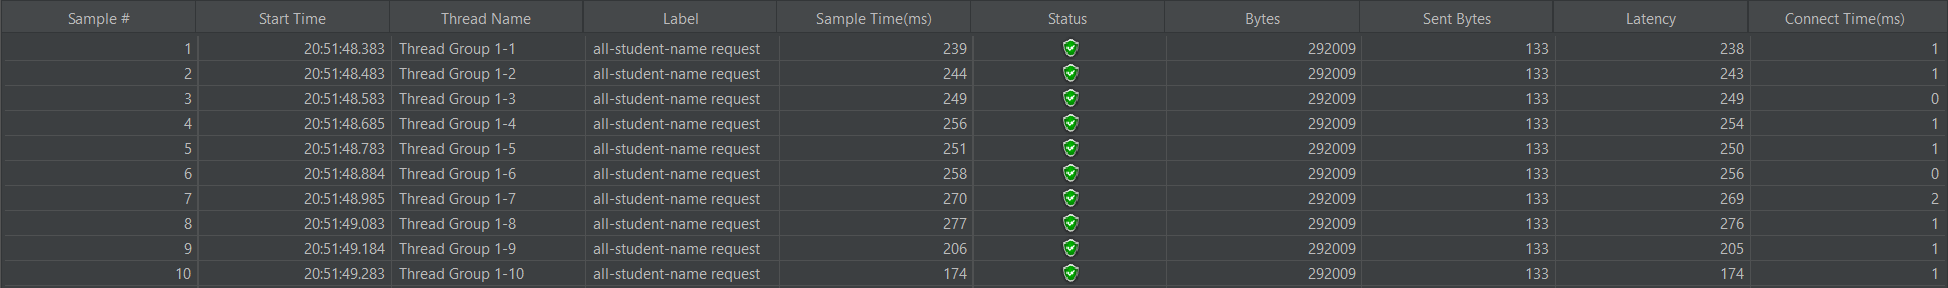 Sample # Start Time Thread Name Label Sample Time(ms) Status Bytes Sent Bytes Latency Connect Time(ms)
1 20:51:48.383 Thread Group 1-1 all-student-name request 239 292009 133 238 1
2 20:51:48.483 Thread Group 1-2 all-student-name request 244 292009 133 243 1
3 20:51:48.583 Thread Group 1-3 all-student-name request 249 292009 133 249 0
4 20:51:48.685 Thread Group 1-4 all-student-name request 256 292009 133 254 1
5 20:51:48.783 Thread Group 1-5 all-student-name request 251 292009 133 250 1
6 20:51:48.884 Thread Group 1-6 all-student-name request 258 292009 133 256 0
7 20:51:48.985 Thread Group 1-7 all-student-name request 270 292009 133 269 2
8 20:51:49.083 Thread Group 1-8 all-student-name request 277 292009 133 276 1
9 20:51:49.184 Thread Group 1-9 all-student-name request 206 292009 133 205 1
10 20:51:49.283 Thread Group 1-10 all-student-name request 174 292009 133 174 1